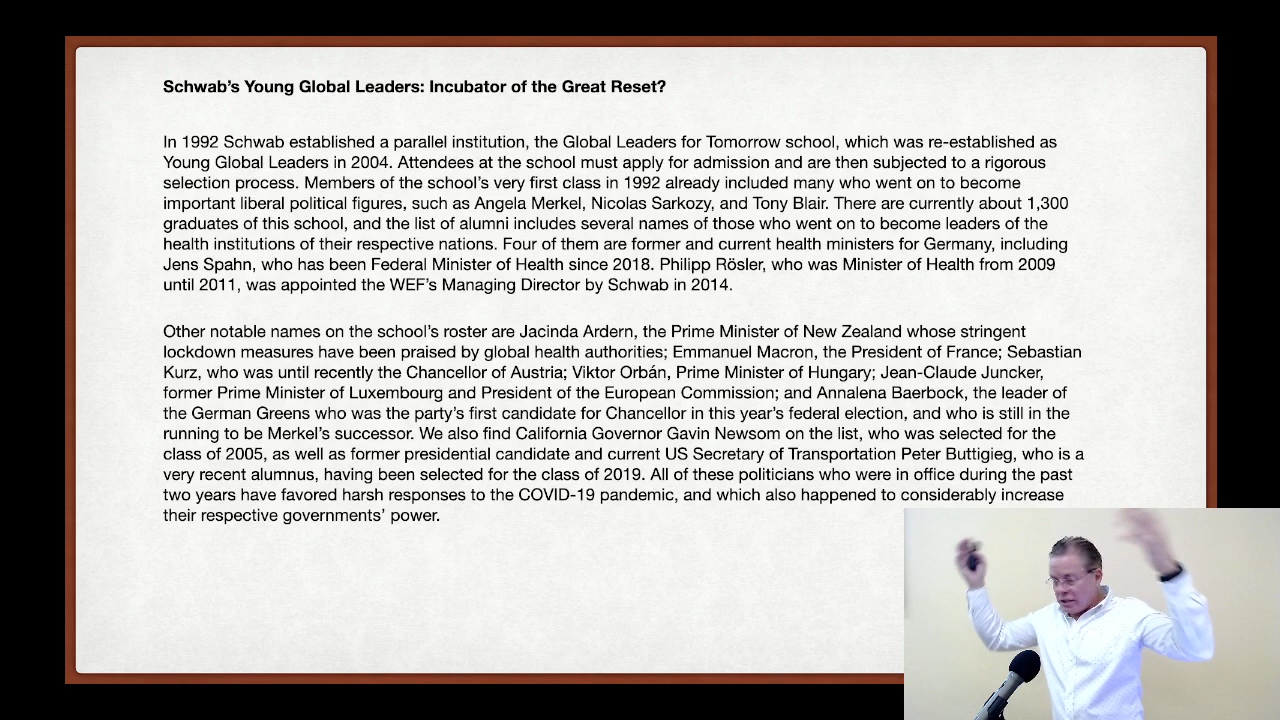 Schwab’s Young Global Leaders: Incubator of the Great Reset?
In 1992 Schwab established a parallel institution, the Global Leaders for Tomorrow school, which was re-established as
Young Global Leaders in 2004. Attendees at the school must apply for admission and are then subjected to a rigorous
selection process. Members of the school’s very first class in 1992 already included many who went on to become
important liberal political figures, such as Angela Merkel, Nicolas Sarkozy, and Tony Blair. There are currently about 1,300
graduates of this school, and the list of alumni includes several names of those who went on to become leaders of the
health institutions of their respective nations. Four of them are former and current health ministers for Germany, including
Jens Spahn, who has been Federal Minister of Health since 2018. Philipp Rösler, who was Minister of Health from 2009
until 2011, was appointed the WEF’s Managing Director by Schwab in 2014.
Other notable names on the school’s roster are Jacinda Ardern, the Prime Minister of New Zealand whose stringent
lockdown measures have been praised by global health authorities; Emmanuel Macron, the President of France; Sebastian
Kurz, who was until recently the Chancellor of Austria; Viktor Orbán, Prime Minister of Hungary; Jean-Claude Juncker,
former Prime Minister of Luxembourg and President of the European Commission; and Annalena Baerbock, the leader of
the German Greens who was the party’s first candidate for Chancellor in this year’s federal election, and who is still in the
running to be Merkel’s successor. We also find California Governor Gavin Newsom on the list, who was selected for the
class of 2005, as well as former presidential candidate and current US Secretary of Transportation Peter Buttigieg, who is a
very recent alumnus, having been selected for the class of 2019. All of these politicians who were in office during the past
two years have favored harsh responses to the COVID-19 pandemic, and which also happened to considerably increase
their respective governments’ power.